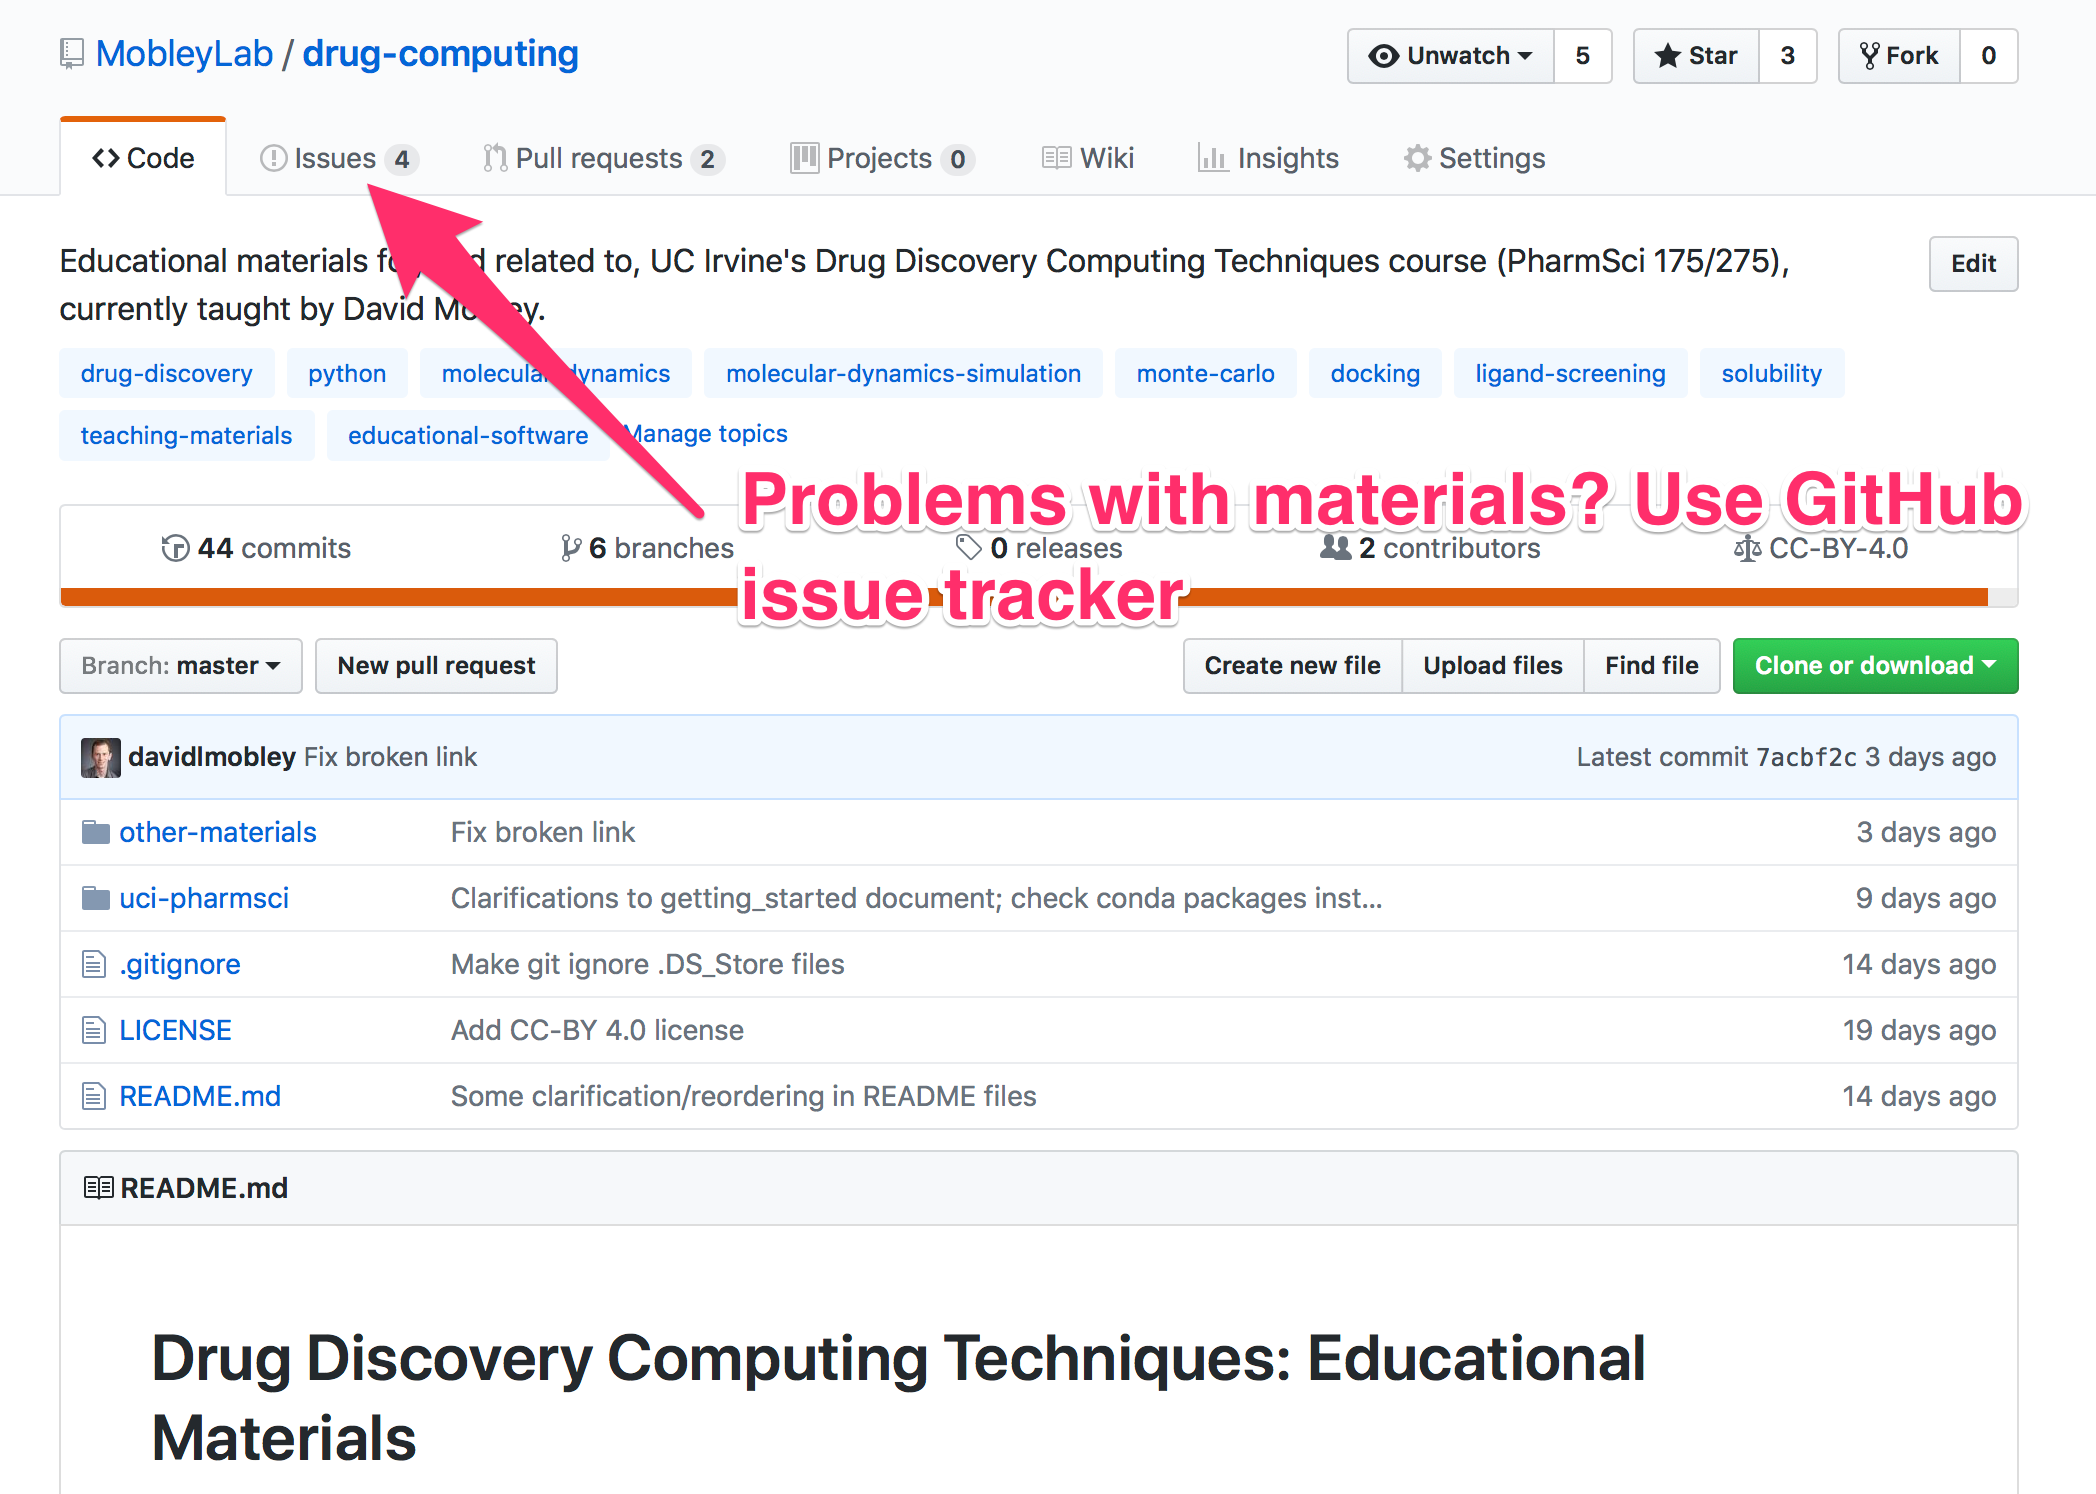 MobleyLab / drug-computing
Unwatch 5 Star 3 Fork 0
Code Issues 4 Pull requests 2 Projects 0 Wiki Insights Settings
Educational materials related to, UC Irvine's Drug Discovery Computing Techniques course (PharmSci 175/275),
currently taught by David
Edit
drug-discovery python molecular-dynamics molecular-dynamics-simulation monte-carlo docking ligand-screening solubility
teaching-materials educational-software Manage topics
Problems with materials? Use GitHub
issue tracker
44 commits 6 branches 0 releases 2 contributors CC-BY-4.0
Branch: master New pull request Create new file Upload files Find file Clone or download
davidlmobley Fix broken link Latest commit 7acbf2c 3 days ago
other-materials Fix broken link 3 days ago
uci-pharmsci Clarifications to getting_started document; check conda packages inst... 9 days ago
.gitignore Make git ignore .DS_Store files 14 days ago
LICENSE Add CC-BY 4.0 license 19 days ago
README.md Some clarification/reordering in README files 14 days ago
README.md
Drug Discovery Computing Techniques: Educational
Materials